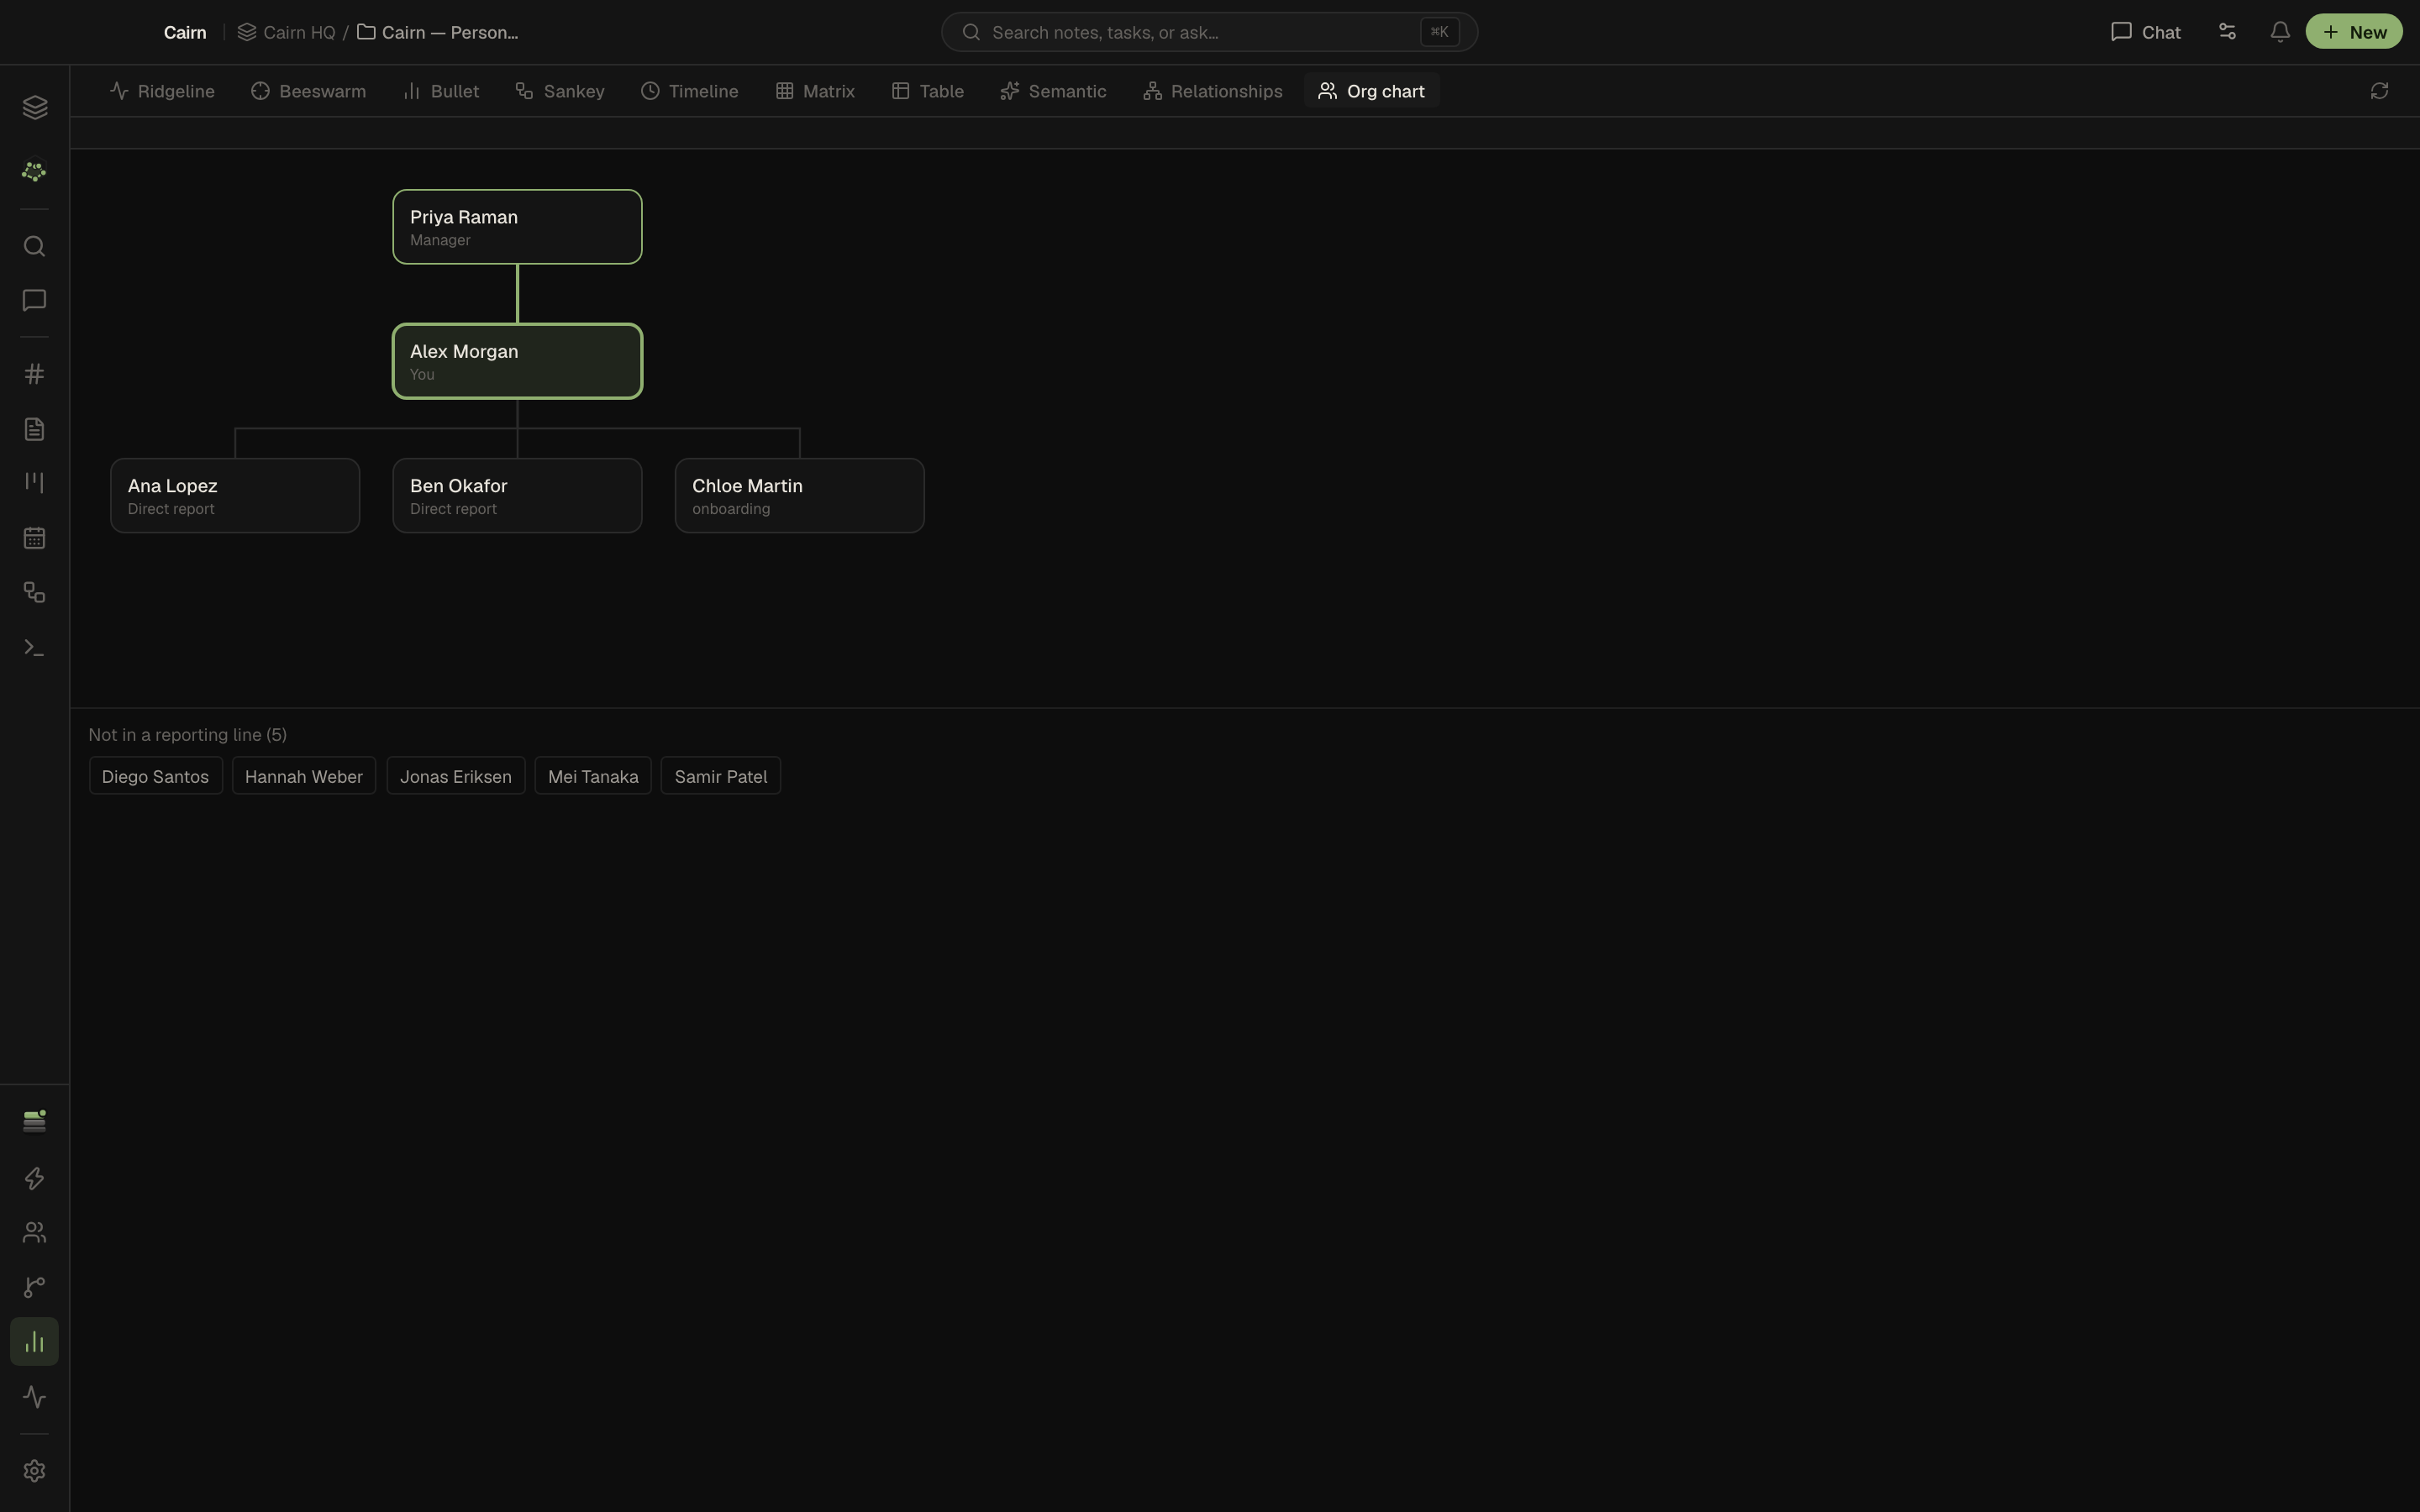 Cairn Cairn HQ / Cairn — Person... Search notes, tasks, or ask... ⌘K Chat New
Ridgeline Beeswarm Bullet Sankey Timeline Matrix Table Semantic Relationships Org chart
Priya Raman
Manager
Alex Morgan
You
Ana Lopez
Direct report
Ben Okafor
Direct report
Chloe Martin
onboarding
Not in a reporting line (5)
Diego Santos Hannah Weber Jonas Eriksen Mei Tanaka Samir Patel